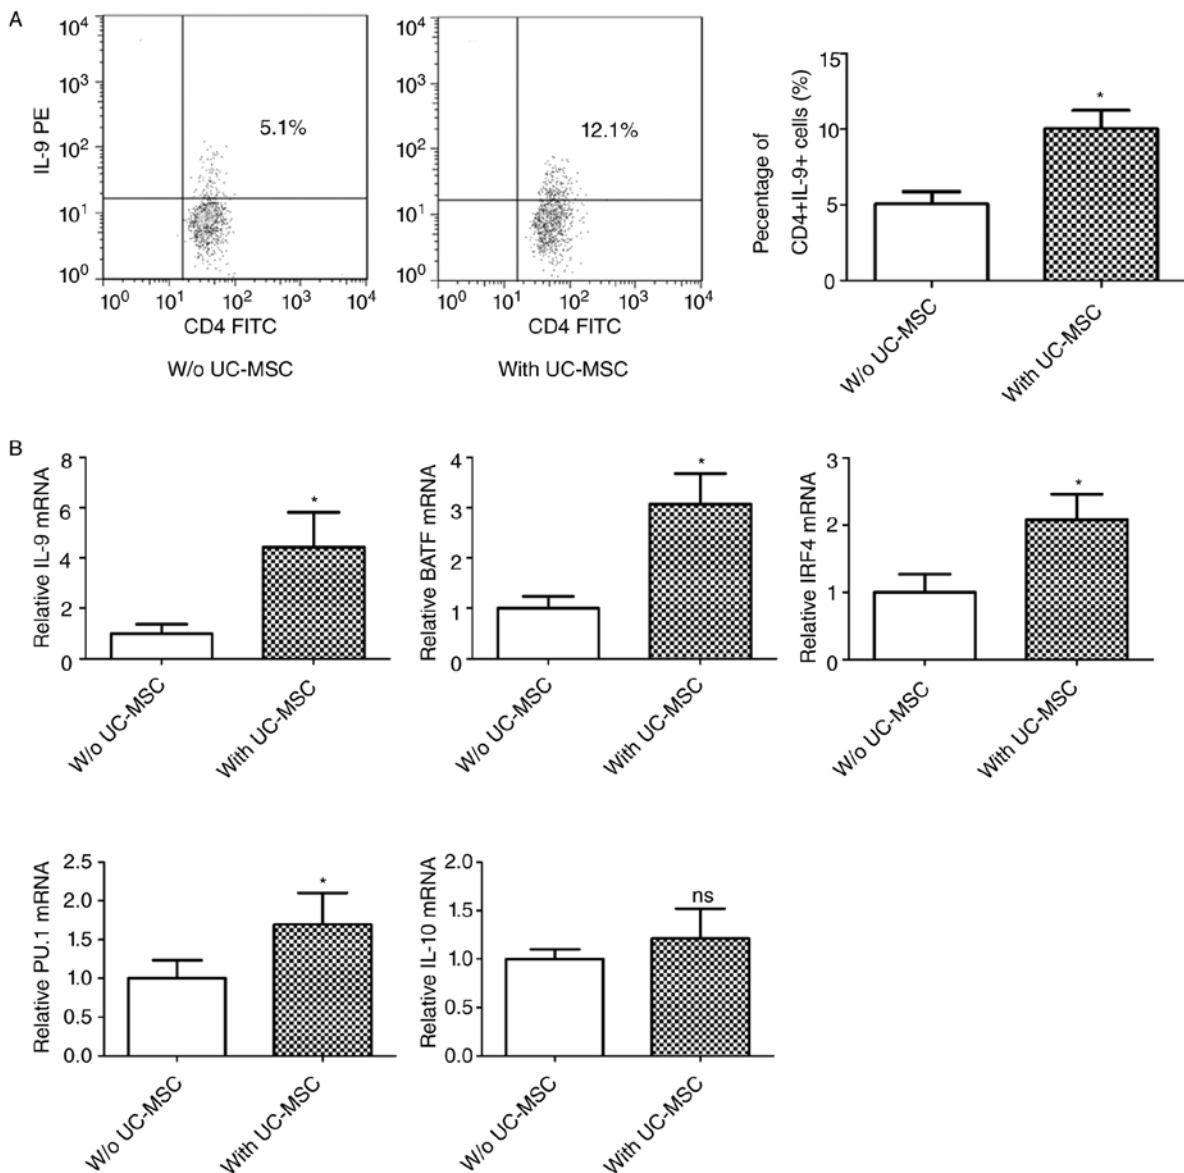 A
10⁴
10³
10²
10¹
10⁰
IL-9 PE
5.1%
10⁰ 10¹ 10² 10³ 10⁴
CD4 FITC
W/o UC-MSC
10⁴
10³
10²
10¹
10⁰
12.1%
10⁰ 10¹ 10² 10³ 10⁴
CD4 FITC
With UC-MSC
Pecentage of
CD4+IL-9+ cells (%)
15
10
5
0
*
W/o UC-MSC
With UC-MSC
B
Relative IL-9 mRNA
8
6
4
2
0
*
W/o UC-MSC
With UC-MSC
Relative BATF mRNA
4
3
2
1
0
*
W/o UC-MSC
With UC-MSC
Relative IRF4 mRNA
3
2
1
0
*
W/o UC-MSC
With UC-MSC
Relative PU.1 mRNA
2.5
2.0
1.5
1.0
0.5
0.0
*
W/o UC-MSC
With UC-MSC
Relative IL-10 mRNA
2.0
1.5
1.0
0.5
0.0
ns
W/o UC-MSC
With UC-MSC